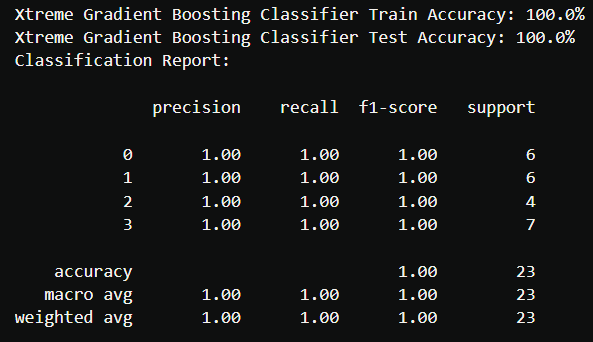 Xtreme Gradient Boosting Classifier Train Accuracy: 100.0%
Xtreme Gradient Boosting Classifier Test Accuracy: 100.0%
Classification Report:
precision recall f1-score support
0 1.00 1.00 1.00 6
1 1.00 1.00 1.00 6
2 1.00 1.00 1.00 4
3 1.00 1.00 1.00 7
accuracy 1.00 23
macro avg 1.00 1.00 1.00 23
weighted avg 1.00 1.00 1.00 23